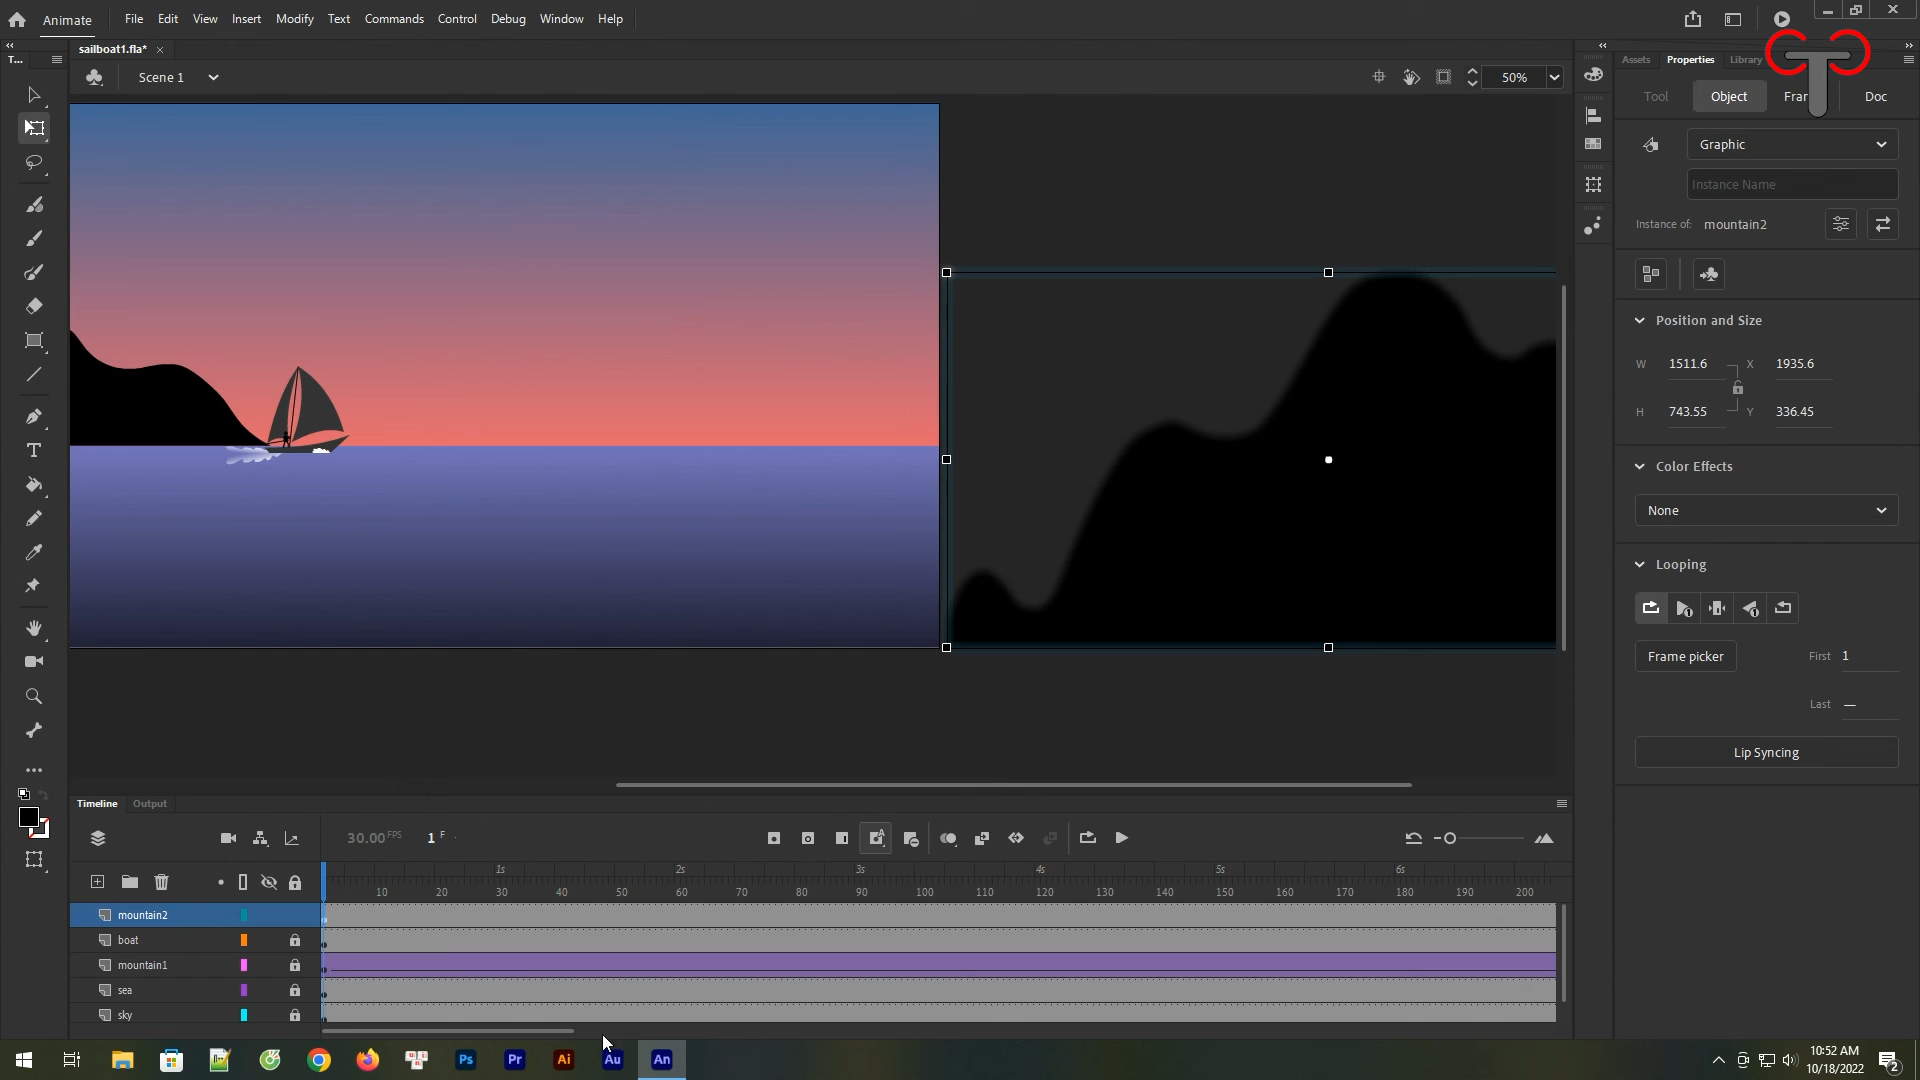 Animate File Edit View Insert Modify Text Commands Control Debug Window Help
T... sailboat1.fla* × Assets Properties Library
Scene 1 50%
Tool Object Doc
Graphic
Instance Name
Instance of: mountain2
Position and Size
W 1511.6 X 1935.6
H 743.55 Y 336.45
Color Effects
None
Looping
Frame picker First 1
Last —
Lip Syncing
Timeline Output
30.00 FPS 1 F
1s 2s 3s 4s 5s 6s
10 20 30 40 50 60 70 80 90 100 110 120 130 140 150 160 170 180 190 200
mountain2
boat
mountain1
sea
sky
Ps Pr Ai Au An
10:52 AM
10/18/2022 2